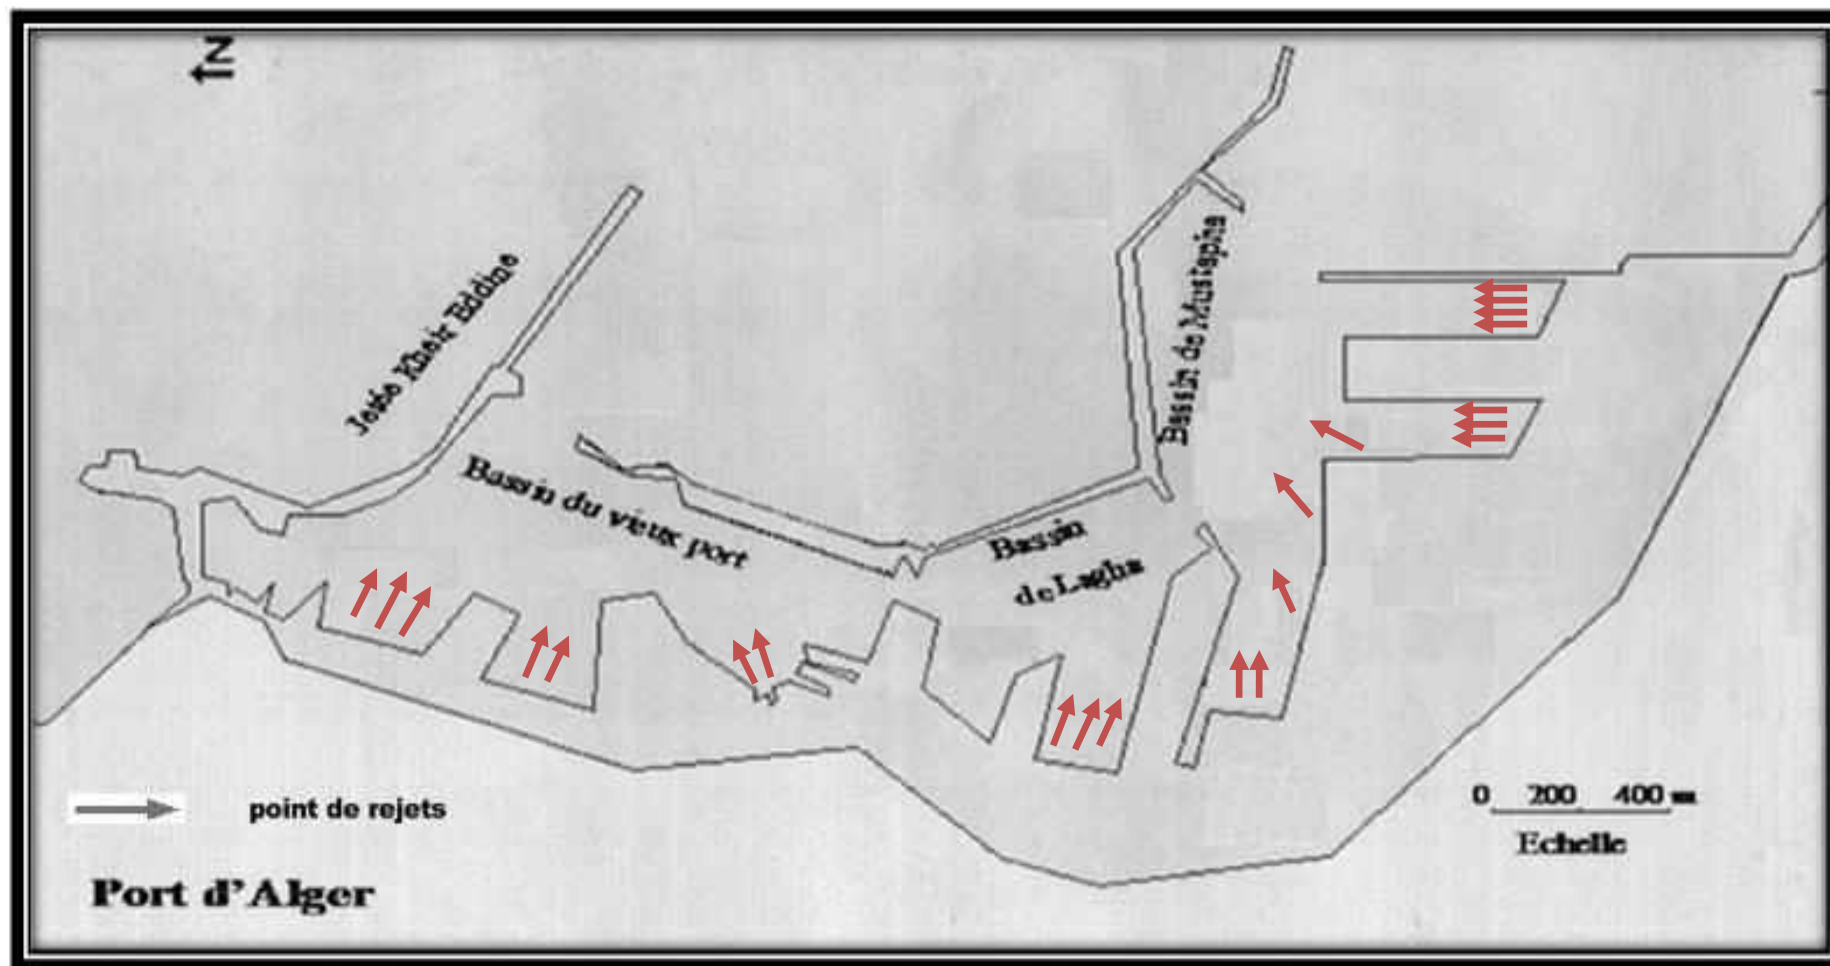 N
Jetée Kheir Eddine
Bassin de Mustapha
Bassin du vieux port
Bassin
de Lagha
0 200 400 m
Echelle
point de rejets
Port d'Alger